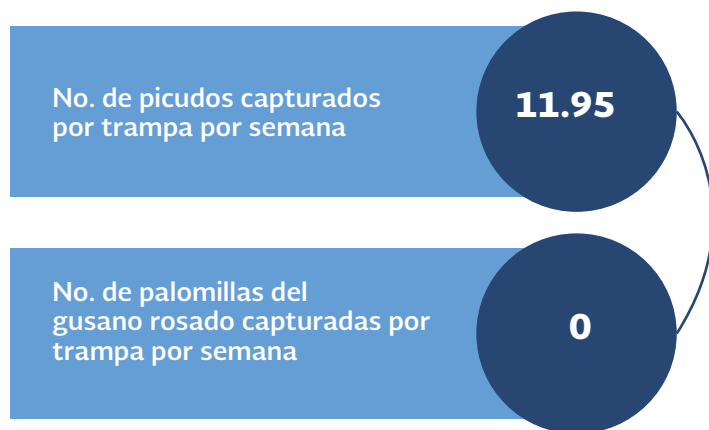 No. de picudos capturados
por trampa por semana
11.95
No. de palomillas del
gusano rosado capturadas por
trampa por semana
0